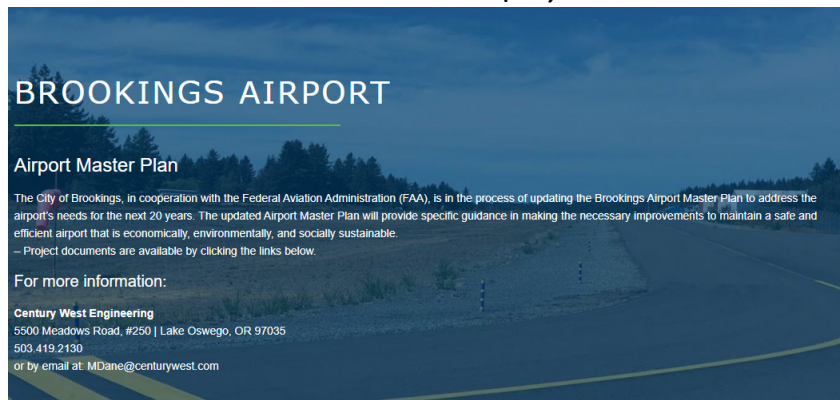 BROOKINGS AIRPORT
Airport Master Plan
The City of Brookings, in cooperation with the Federal Aviation Administration (FAA), is in the process of updating the Brookings Airport Master Plan to address the
airport's needs for the next 20 years. The updated Airport Master Plan will provide specific guidance in making the necessary improvements to maintain a safe and
efficient airport that is economically, environmentally, and socially sustainable.
– Project documents are available by clicking the links below.
For more information:
Century West Engineering
5500 Meadows Road, #250 | Lake Oswego, OR 97035
503.419.2130
or by email at: MDane@centurywest.com